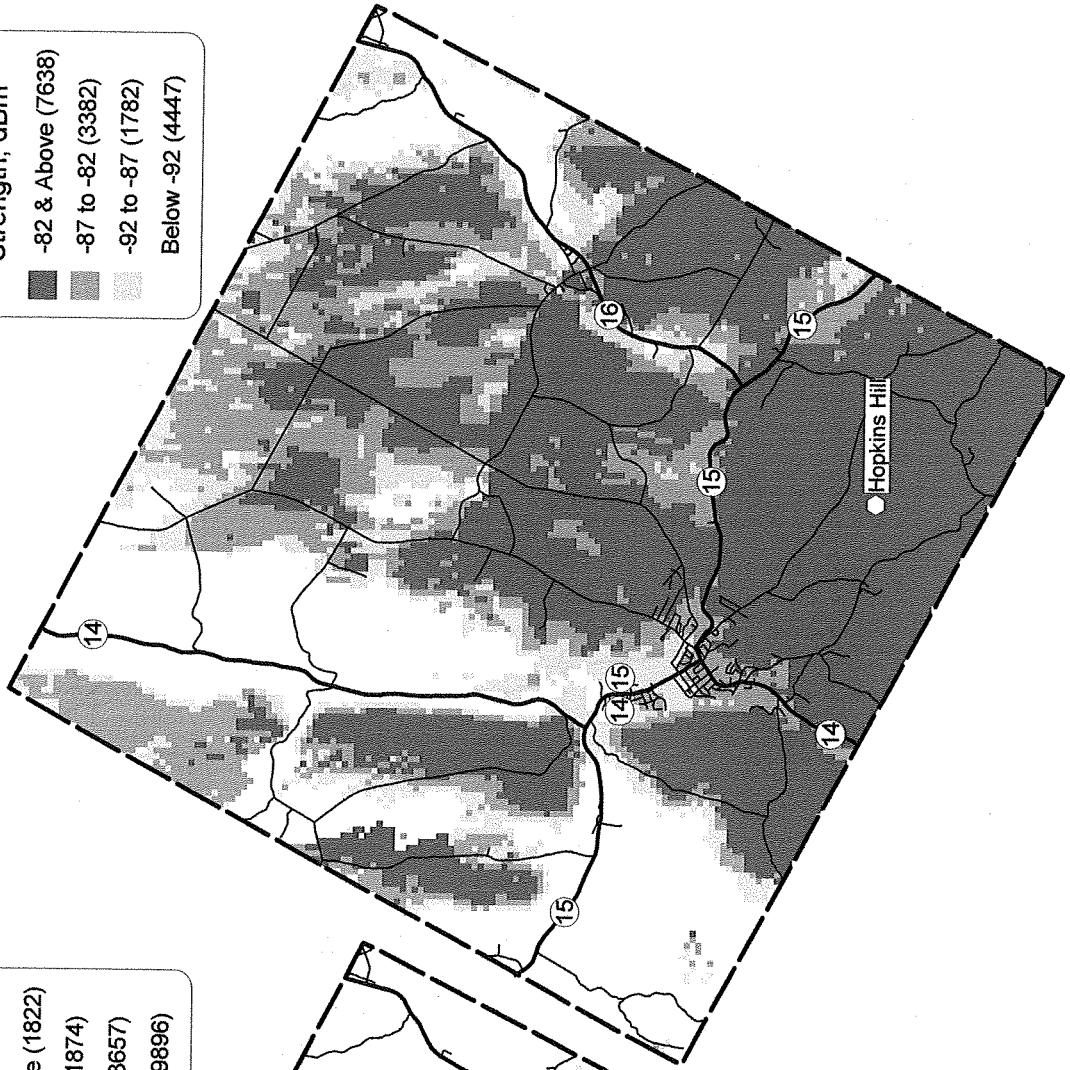 Strength, dBm
-82 & Above (7638)
-87 to -82 (3382)
-92 to -87 (1782)
Below -92 (4447)
(1822)
1874)
9896)
16
15
15
Hopkins Hill
14
14 15
14
15